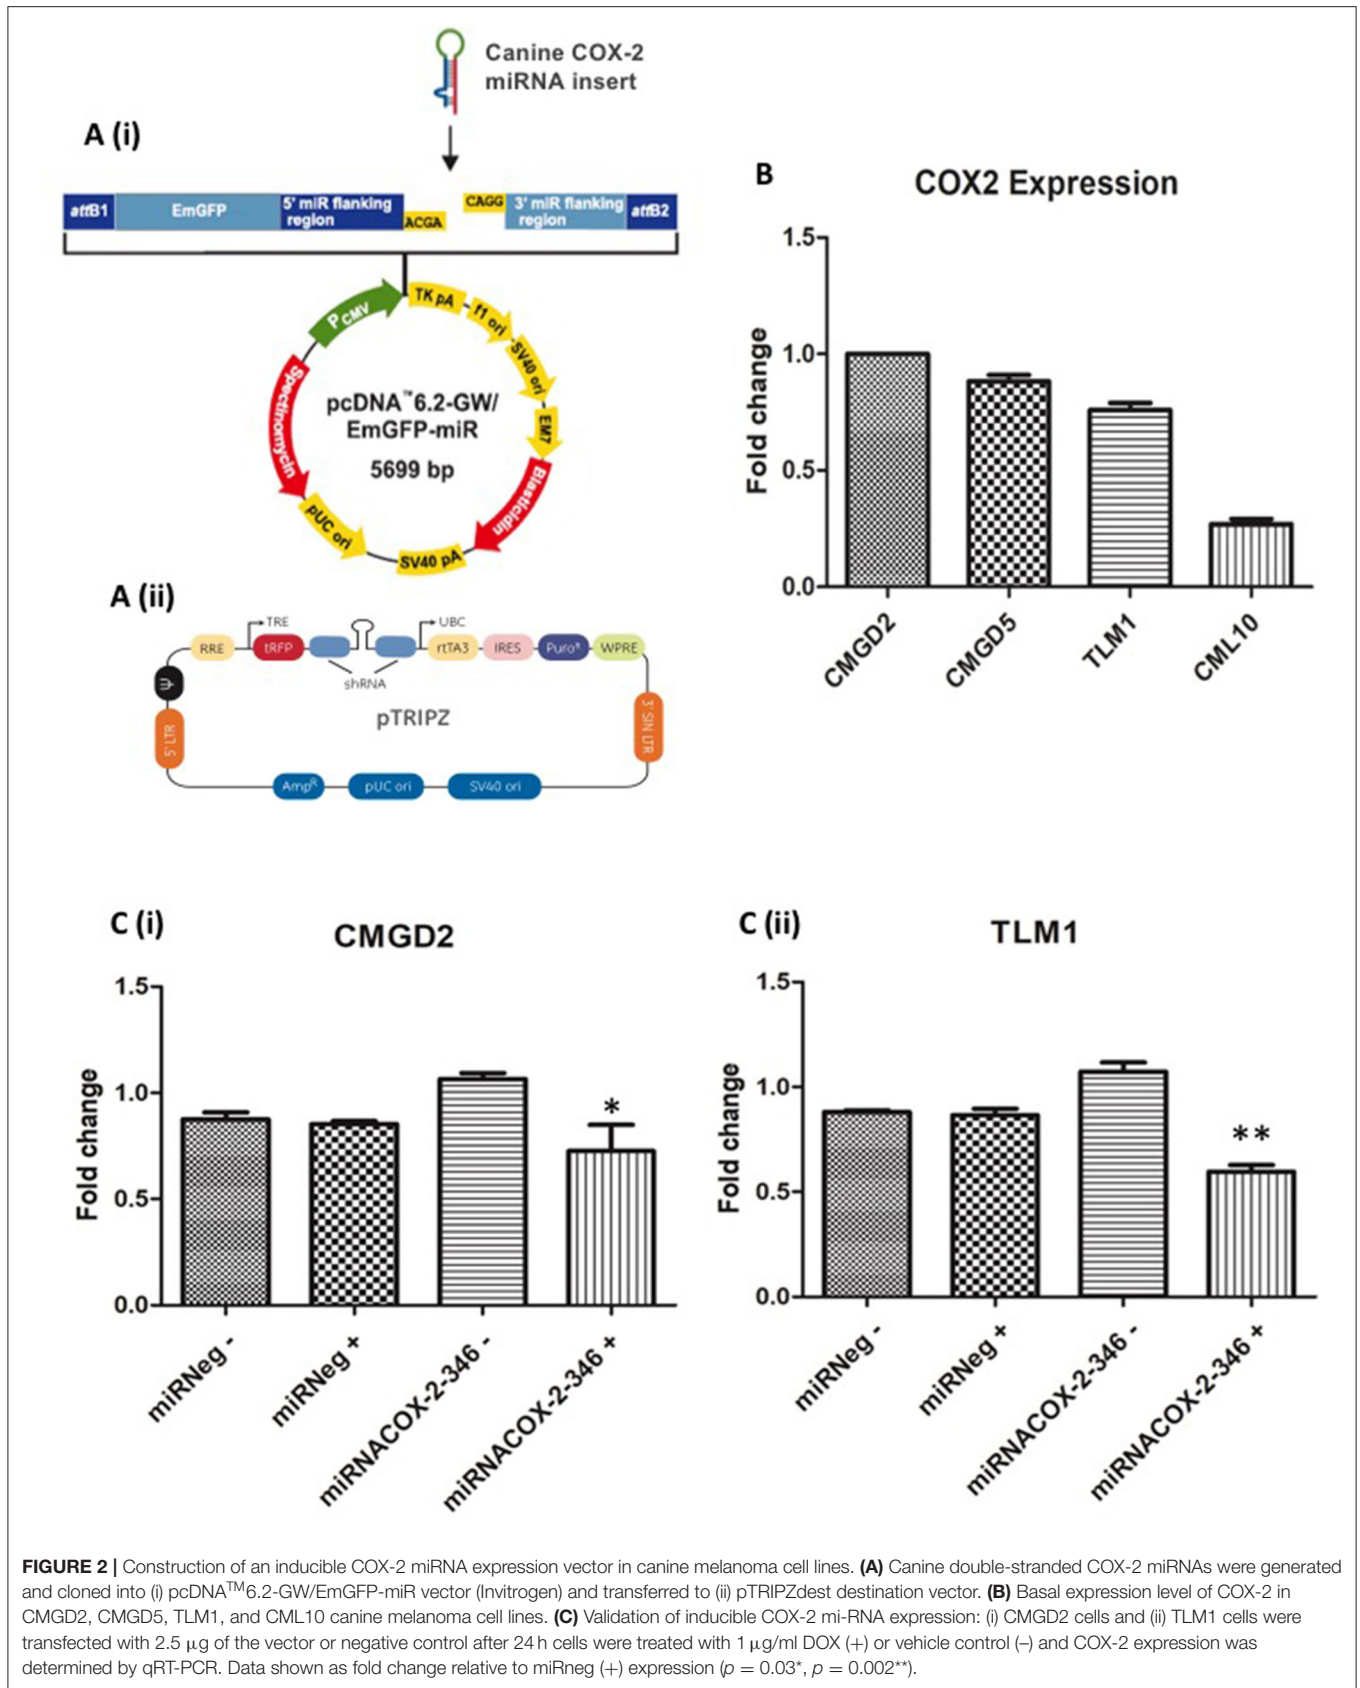 Canine COX-2
miRNA insert
A (i)
attB1
EmGFP
5' miR flanking
region
ACGA
CAGG
3' miR flanking
region
attB2
PCMV
TK pA
f1 ori
SV40 ori
EM7
Blasticidin
SV40 pA
pUC ori
Spectinomycin
pcDNA™6.2-GW/
EmGFP-miR
5699 bp
A (ii)
TRE
UBC
RRE
tRFP
rtTA3
IRES
Puroᴿ
WPRE
shRNA
Ψ
pTRIPZ
5' LTR
3' SIN LTR
Ampᴿ
pUC ori
SV40 ori
B
COX2 Expression
Fold change
1.5
1.0
0.5
0.0
CMGD2
CMGD5
TLM1
CML10
C (i)
CMGD2
Fold change
1.5
1.0
0.5
0.0
*
miRNeg -
miRNeg +
miRNACOX-2-346 -
miRNACOX-2-346 +
C (ii)
TLM1
Fold change
1.5
1.0
0.5
0.0
**
miRNeg -
miRNeg +
miRNACOX-2-346 -
miRNACOX-2-346 +
FIGURE 2 | Construction of an inducible COX-2 miRNA expression vector in canine melanoma cell lines. (A) Canine double-stranded COX-2 miRNAs were generated
and cloned into (i) pcDNA™6.2-GW/EmGFP-miR vector (Invitrogen) and transferred to (ii) pTRIPZdest destination vector. (B) Basal expression level of COX-2 in
CMGD2, CMGD5, TLM1, and CML10 canine melanoma cell lines. (C) Validation of inducible COX-2 mi-RNA expression: (i) CMGD2 cells and (ii) TLM1 cells were
transfected with 2.5 μg of the vector or negative control after 24 h cells were treated with 1 μg/ml DOX (+) or vehicle control (–) and COX-2 expression was
determined by qRT-PCR. Data shown as fold change relative to miRneg (+) expression (p = 0.03*, p = 0.002**).